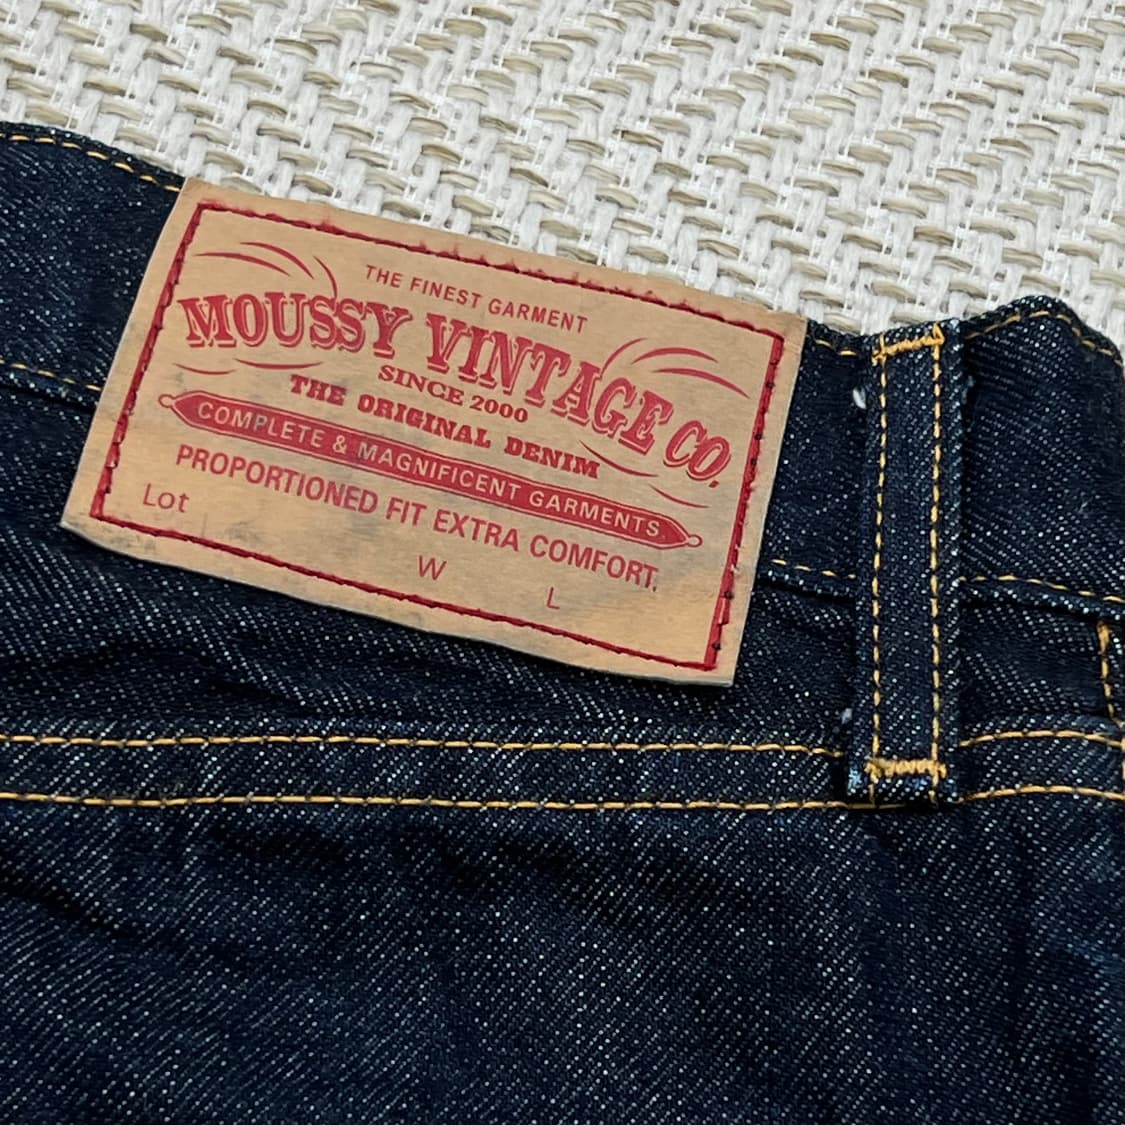 THE FINEST GARMENT
MOUSSY VINTAGE CO.
SINCE 2000
THE ORIGINAL DENIM
COMPLETE & MAGNIFICENT GARMENTS.
PROPORTIONED FIT EXTRA COMFORT.
Lot
W
L